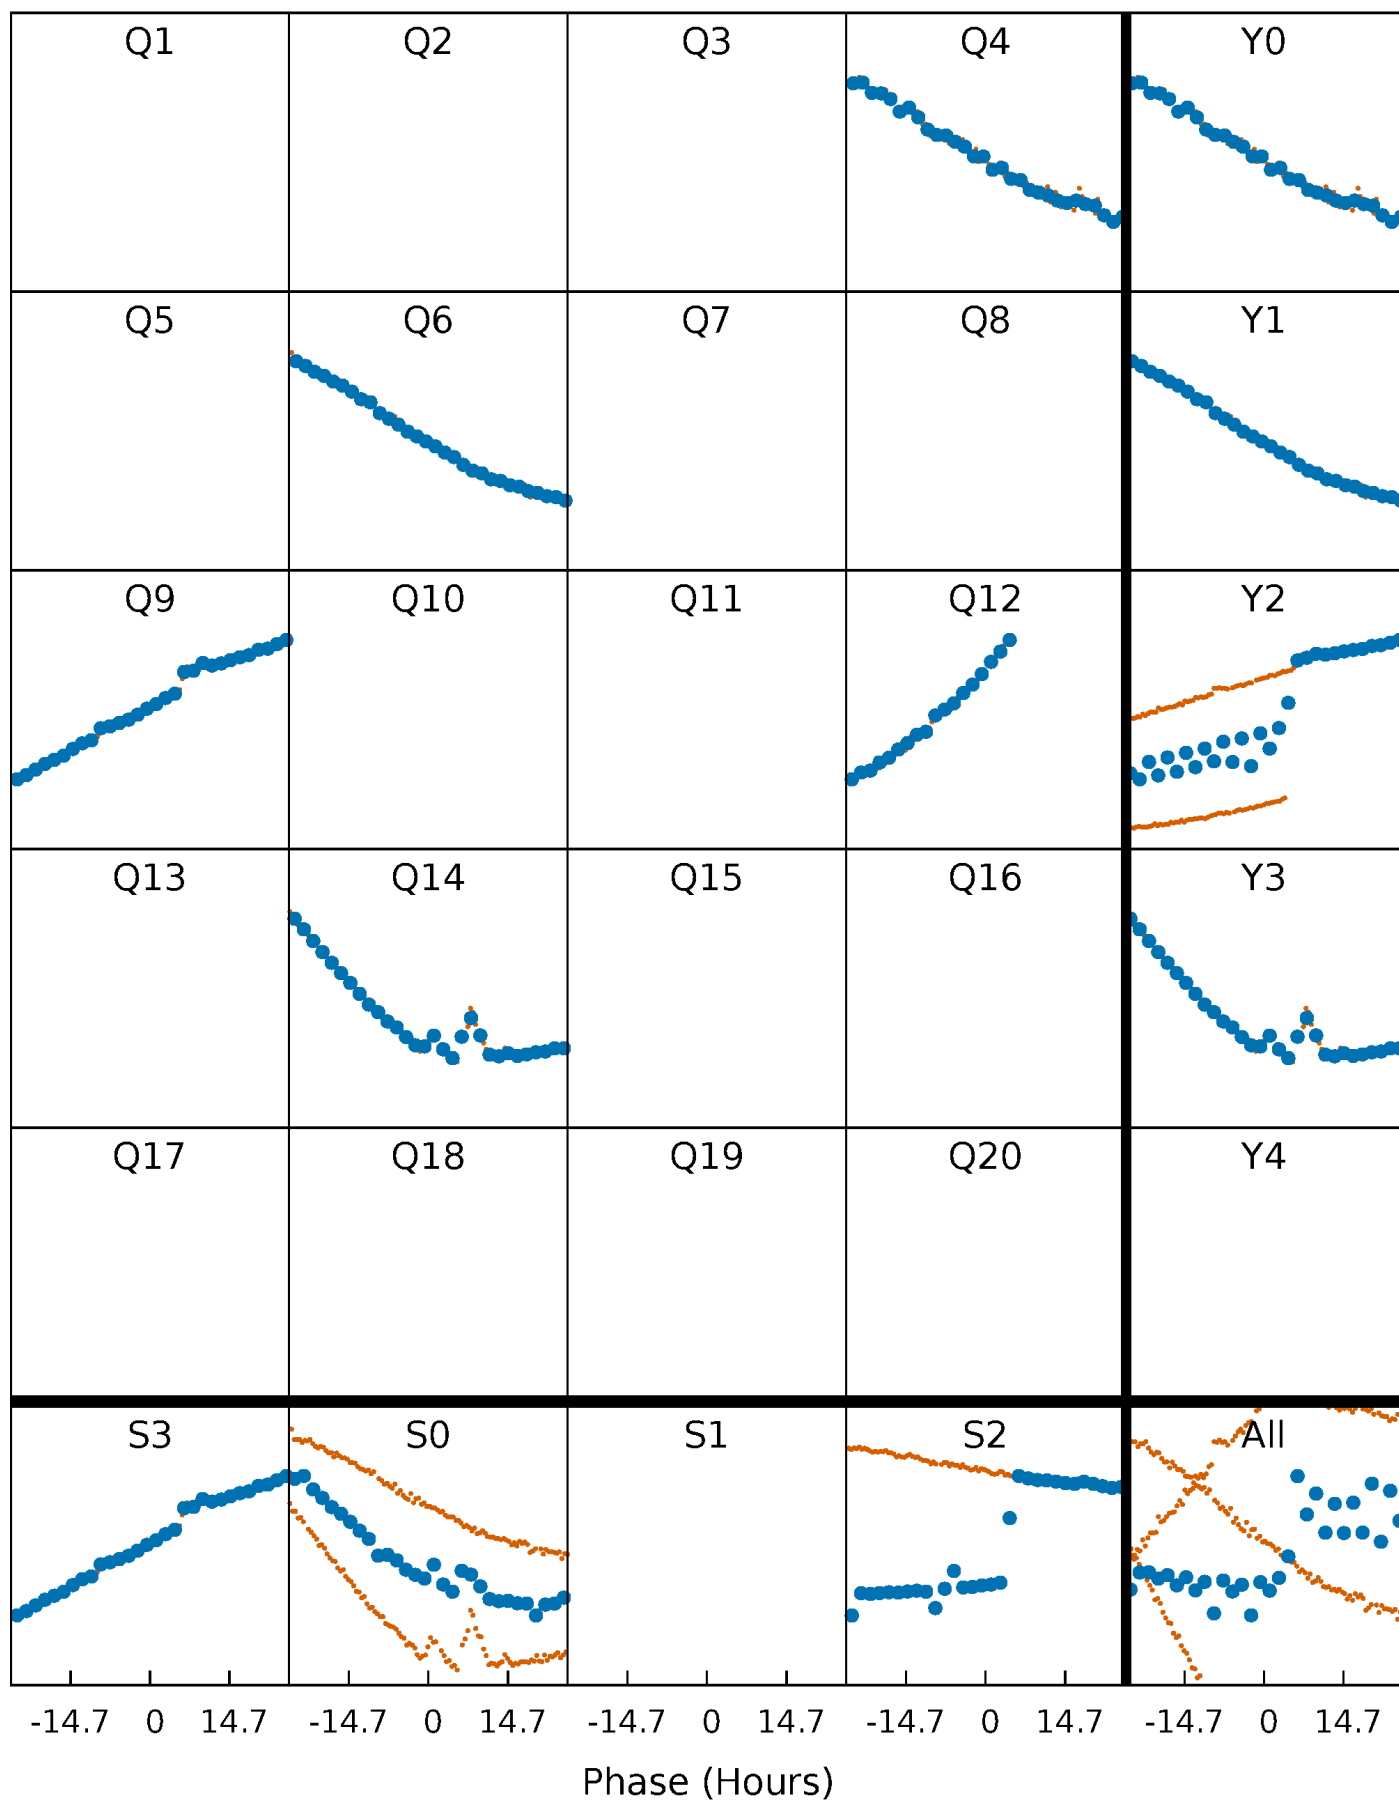 Q1 Q2 Q3 Q4 Y0
Q5 Q6 Q7 Q8 Y1
Q9 Q10 Q11 Q12 Y2
Q13 Q14 Q15 Q16 Y3
Q17 Q18 Q19 Q20 Y4
S3 S0 S1 S2 All
-14.7 0 14.7 -14.7 0 14.7 -14.7 0 14.7 -14.7 0 14.7 -14.7 0 14.7
Phase (Hours)